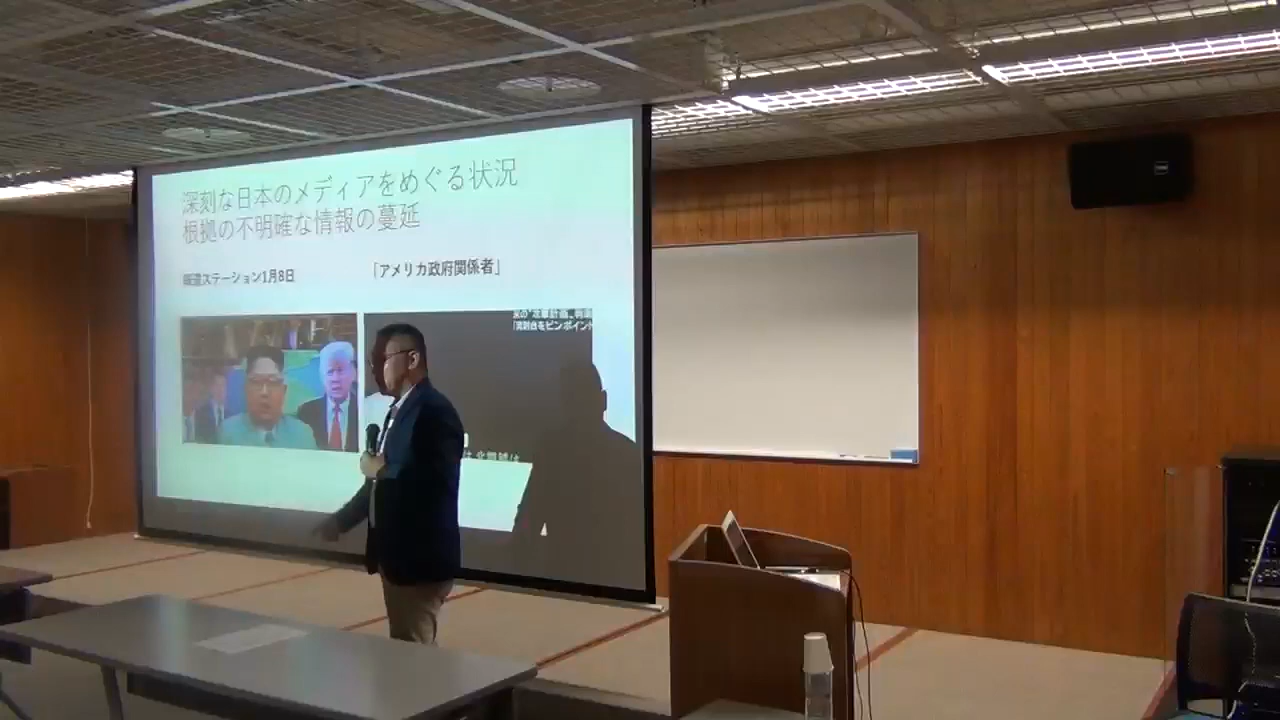 深刻な日本のメディアをめぐる状況
根拠の不明確な情報の蔓延
報道ステーション1月8日
「アメリカ政府関係者」